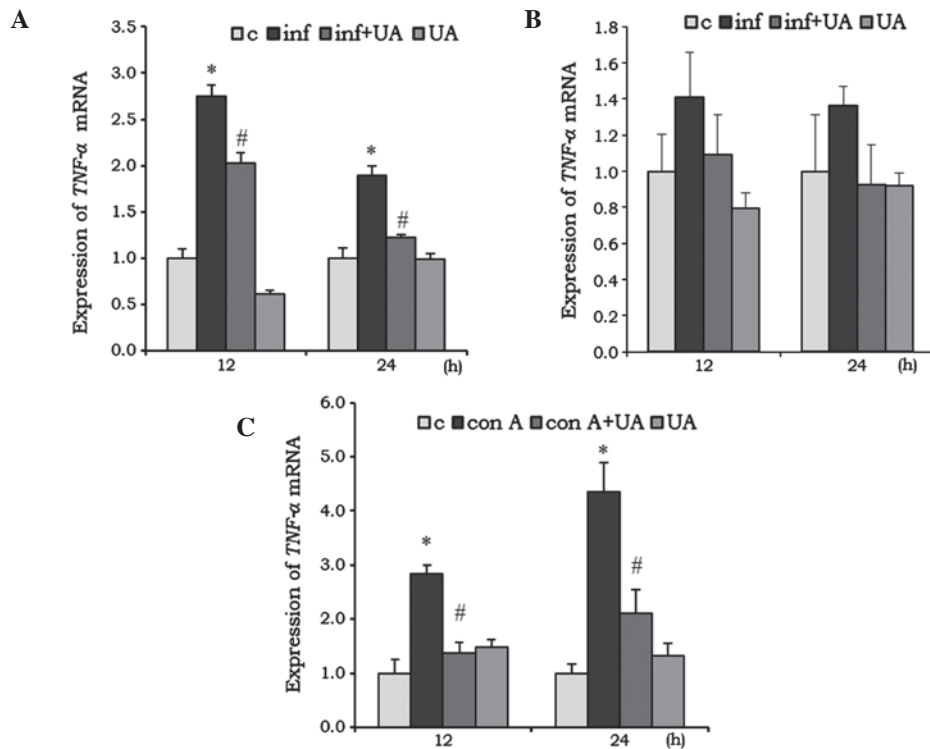 A
Expression of TNF-α mRNA
c inf inf+UA UA
3.5
3.0
2.5
2.0
1.5
1.0
0.5
0.0
*
#
*
#
12 24 (h)
B
Expression of TNF-α mRNA
c inf inf+UA UA
1.8
1.6
1.4
1.2
1.0
0.8
0.6
0.4
0.2
0.0
12 24 (h)
C
Expression of TNF-α mRNA
c con A con A+UA UA
6.0
5.0
4.0
3.0
2.0
1.0
0.0
*
#
*
#
12 24 (h)